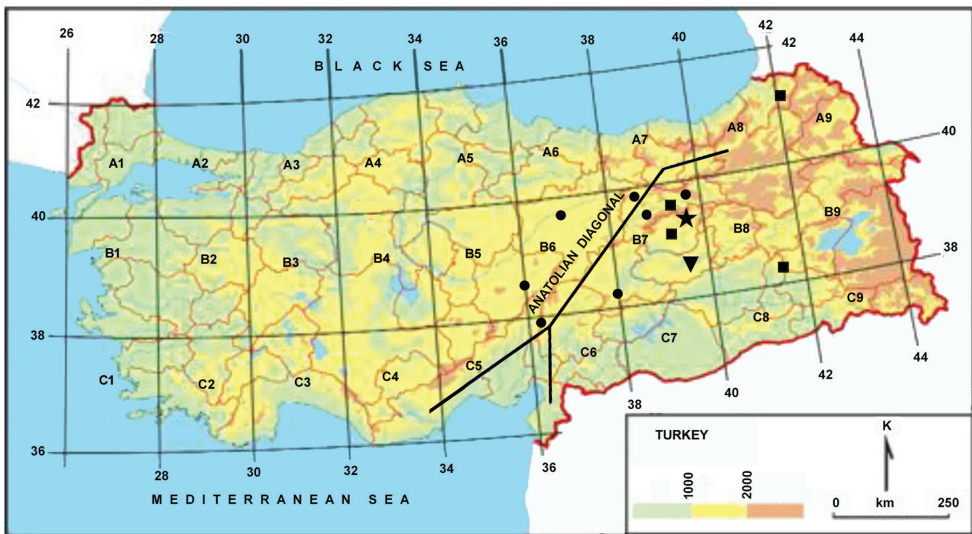 26 28 30 32 34 36 38 40 42 42 44
BLACK SEA
42
A1 A2 A3 A4 A5 A6 A7 A8 A9
40
40
B1 B2 B3 B4 B5 B6 B7 B8 B9
ANATOLIAN DIAGONAL
38
38
C1 C2 C3 C4 C5 C6 C7 C8 C9
36
28 30 32 34 36 38 40 42 44
MEDITERRANEAN SEA
TURKEY
K
1000 2000
0 km 250